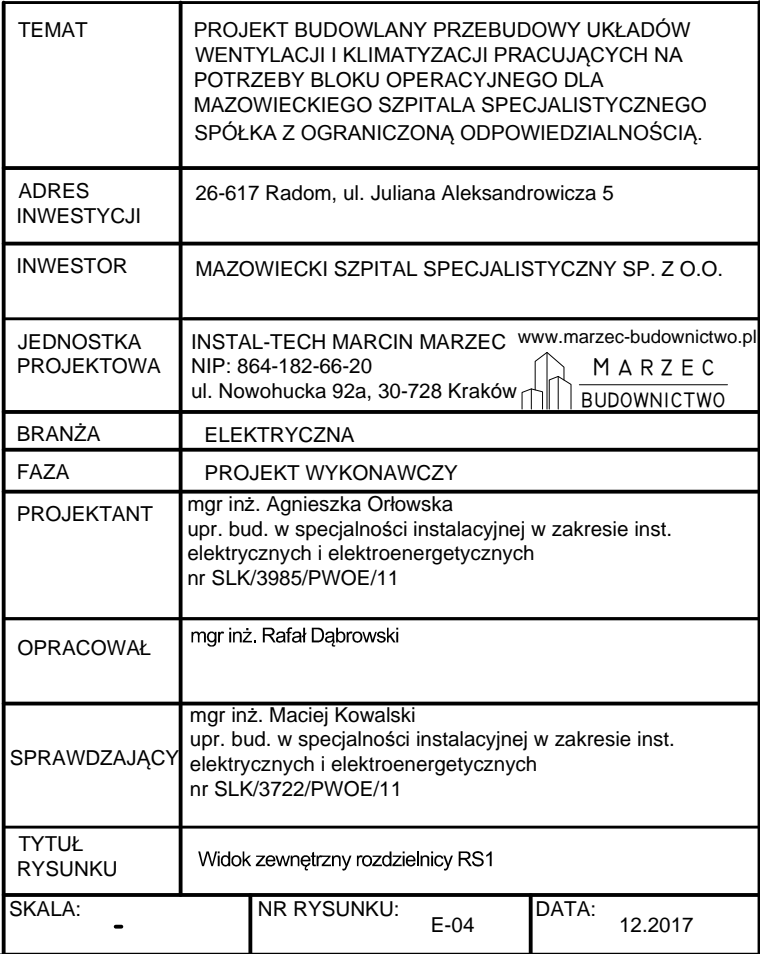 TEMAT
PROJEKT BUDOWLANY PRZEBUDOWY UKŁADÓW
WENTYLACJI I KLIMATYZACJI PRACUJĄCYCH NA
POTRZEBY BLOKU OPERACYJNEGO DLA
MAZOWIECKIEGO SZPITALA SPECJALISTYCZNEGO
SPÓŁKA Z OGRANICZONĄ ODPOWIEDZIALNOŚCIĄ.
ADRES
INWESTYCJI
26-617 Radom, ul. Juliana Aleksandrowicza 5
INWESTOR
MAZOWIECKI SZPITAL SPECJALISTYCZNY SP. Z O.O.
JEDNOSTKA
PROJEKTOWA
INSTAL-TECH MARCIN MARZEC
NIP: 864-182-66-20
ul. Nowohucka 92a, 30-728 Kraków
www.marzec-budownictwo.pl
MARZEC
BUDOWNICTWO
BRANŻA
ELEKTRYCZNA
FAZA
PROJEKT WYKONAWCZY
PROJEKTANT
mgr inż. Agnieszka Orłowska
upr. bud. w specjalności instalacyjnej w zakresie inst.
elektrycznych i elektroenergetycznych
nr SLK/3985/PWOE/11
OPRACOWAŁ
mgr inż. Rafał Dąbrowski
SPRAWDZAJĄCY
mgr inż. Maciej Kowalski
upr. bud. w specjalności instalacyjnej w zakresie inst.
elektrycznych i elektroenergetycznych
nr SLK/3722/PWOE/11
TYTUŁ
RYSUNKU
Widok zewnętrzny rozdzielnicy RS1
SKALA:
-
NR RYSUNKU:
E-04
DATA:
12.2017